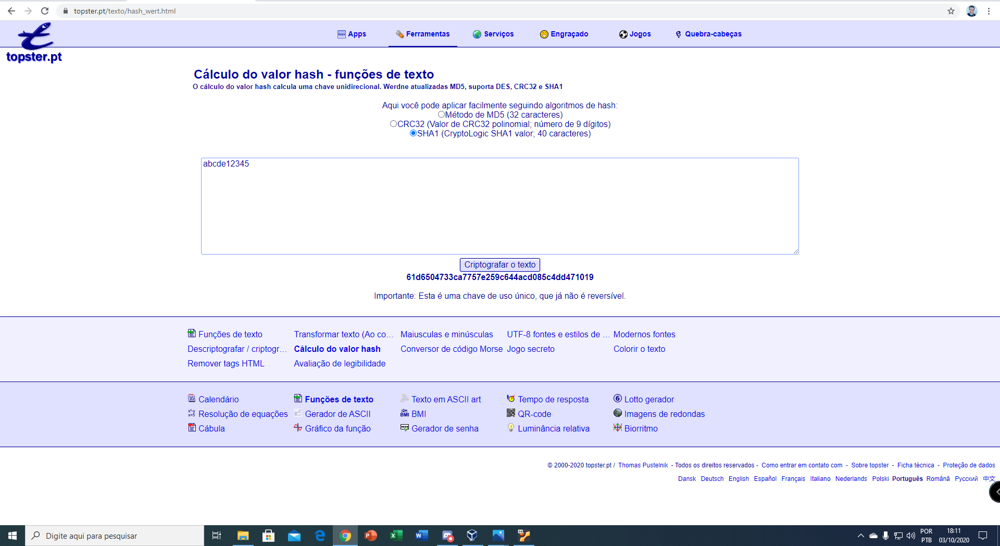 topster.pt/texto/hash_wert.html
Apps Apps
Ferramentas
Serviços
Engraçado
Jogos
Quebra-cabeças
topster.pt
Cálculo do valor hash - funções de texto
O cálculo do valor hash calcula uma chave unidirecional. Werdne atualizadas MD5, suporta DES, CRC32 e SHA1
Aqui você pode aplicar facilmente seguindo algoritmos de hash:
Método de MD5 (32 caracteres)
CRC32 (Valor de CRC32 polinomial; número de 9 dígitos)
SHA1 (CryptoLogic SHA1 valor; 40 caracteres)
abcde12345
Criptografar o texto
61d6504733ca7757e259c644acd085c4dd471019
Importante: Esta é uma chave de uso único, que já não é reversível.
Funções de texto Transformar texto (Ao co... Maiusculas e minúsculas UTF-8 fontes e estilos de ... Modernos fontes
Descriptografar / criptogr... Cálculo do valor hash Conversor de código Morse Jogo secreto Colorir o texto
Remover tags HTML Avaliação de legibilidade
16 Calendário Funções de texto Texto em ASCII art Tempo de resposta 6 Lotto gerador
Resolução de equações Gerador de ASCII BMI BMI QR-code Imagens de redondas
Cábula Gráfico da função Gerador de senha Luminância relativa Biorritmo
© 2000-2020 topster.pt / Thomas Pustelnik - Todos os direitos reservados - Como entrar em contato com - Sobre topster - Ficha técnica - Proteção de dados
Dansk Deutsch English Español Français Italiano Nederlands Polski Português Română Русский 中文
Digite aqui para pesquisar
POR
PTB
18:11
03/10/2020